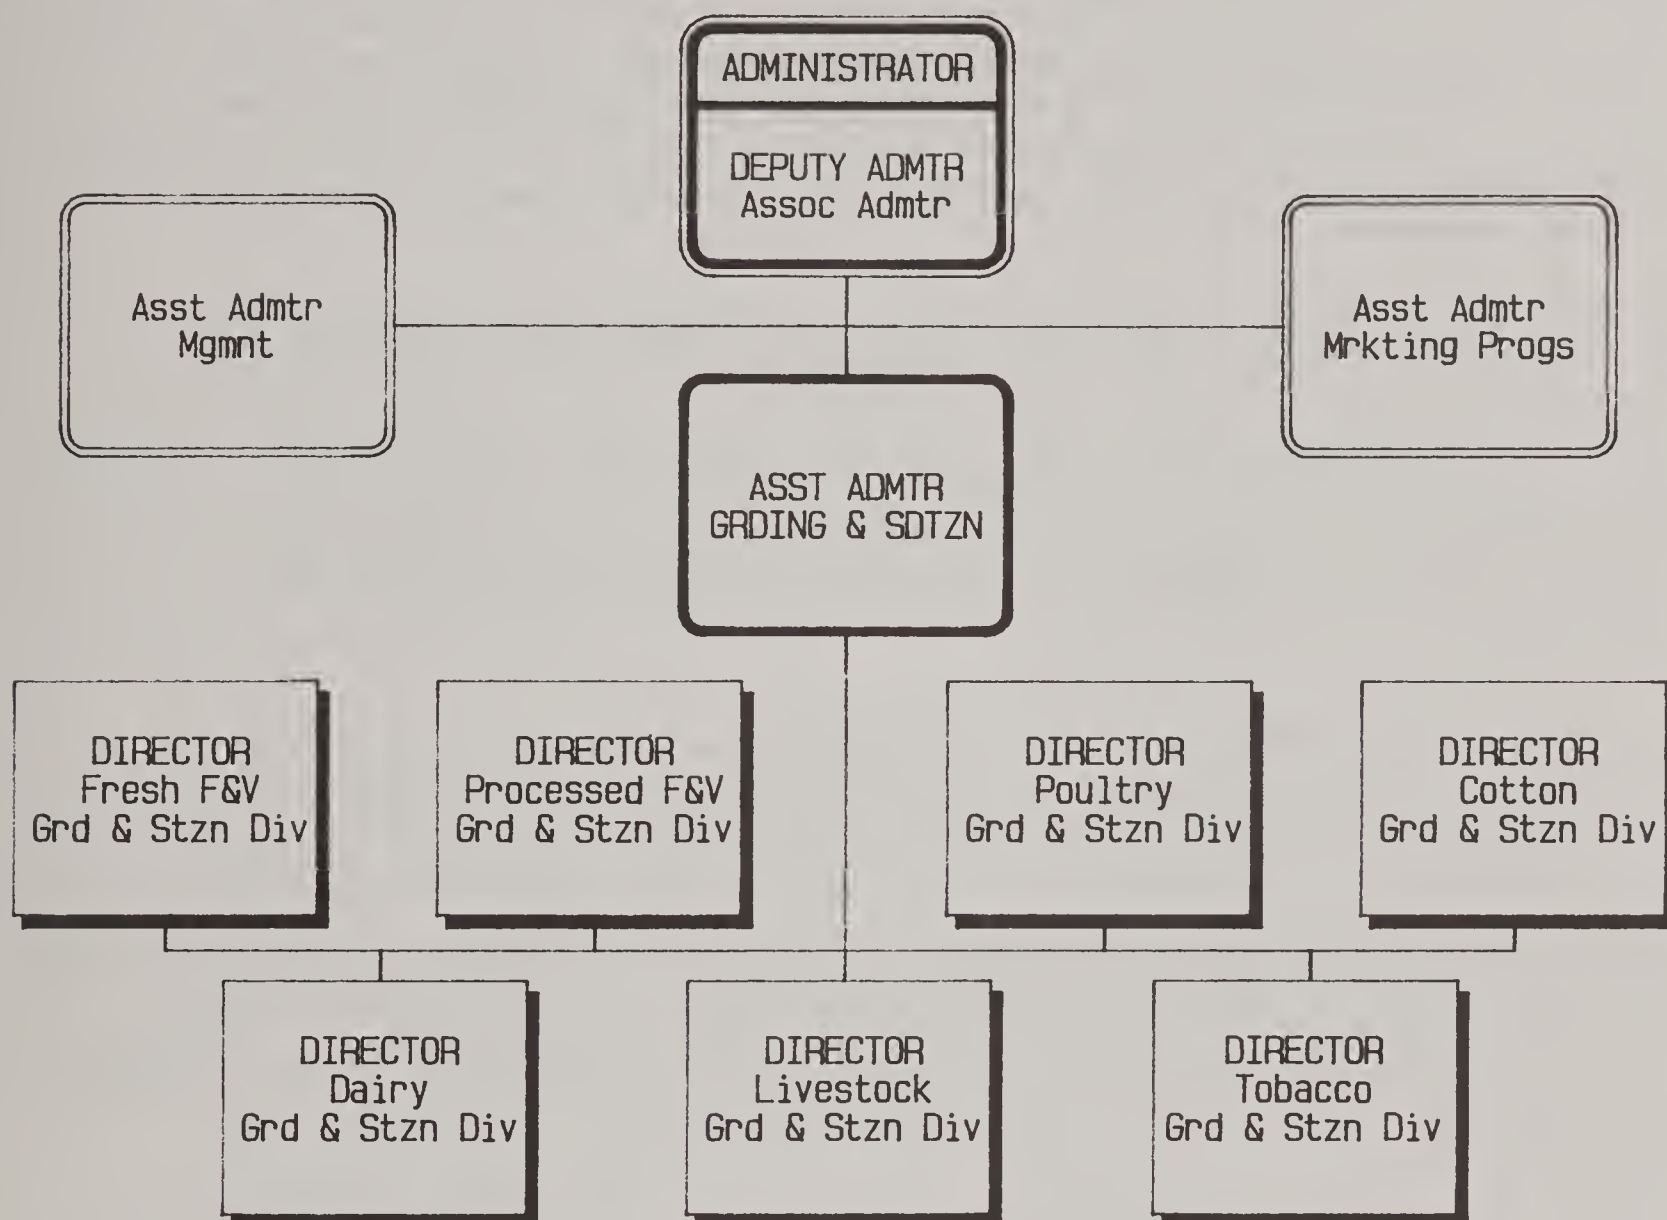 ADMINISTRATOR
DEPUTY ADMTR
Assoc Admtr
Asst Admtr
Mgmnt
Asst Admtr
Mrkting Progs
ASST ADMTR
GRDING & SDTZN
DIRECTOR
Fresh F&V
Grd & Stzn Div
DIRECTOR
Processed F&V
Grd & Stzn Div
DIRECTOR
Poultry
Grd & Stzn Div
DIRECTOR
Cotton
Grd & Stzn Div
DIRECTOR
Dairy
Grd & Stzn Div
DIRECTOR
Livestock
Grd & Stzn Div
DIRECTOR
Tobacco
Grd & Stzn Div